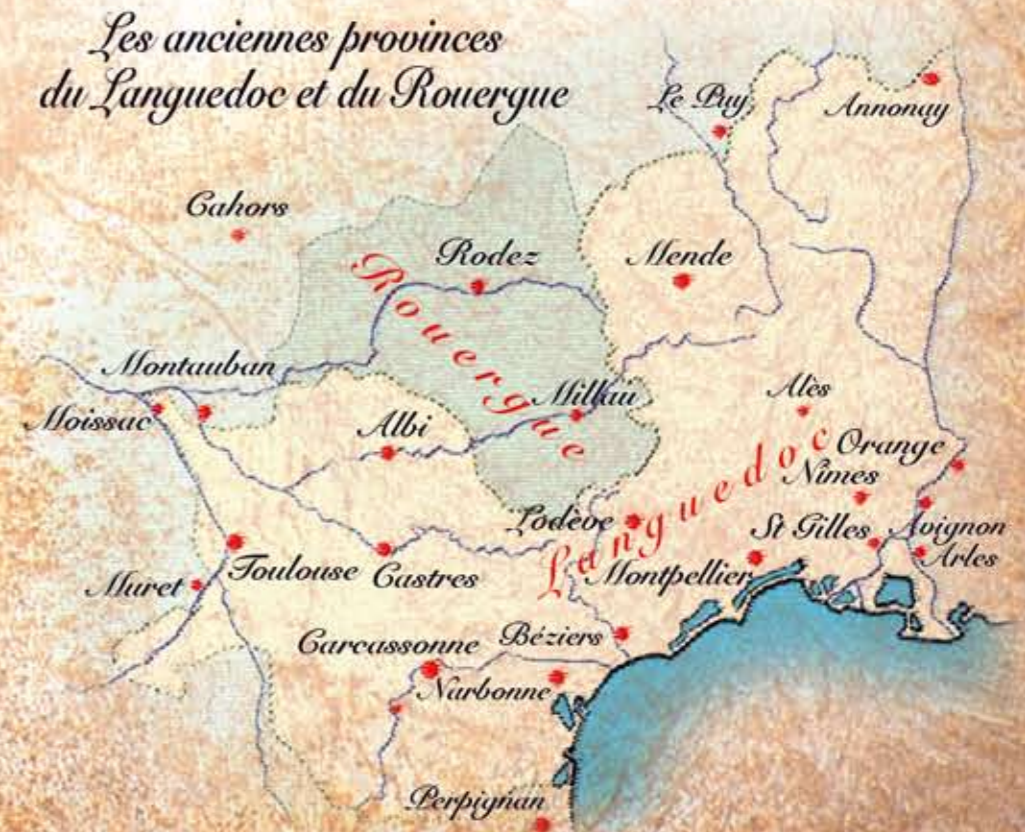 Les anciennes provinces
du Languedoc et du Rouergue
Le Puy
Annonay
Cahors
Rodez
Mende
Rouergue
Montauban
Millau
Alès
Moissac
Albi
Orange
Nimes
Languedoc
Lodève
St Gilles
Avignon
Arles
Toulouse
Castres
Montpellier
Muret
Carcassonne
Béziers
Narbonne
Perpignan